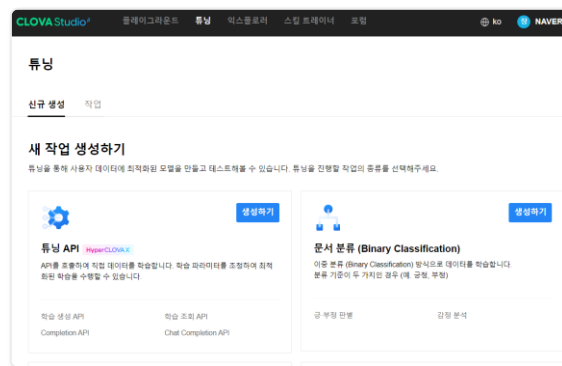 CLOVA Studio
플레이그라운드 튜닝 익스플로러 스킬 트레이너 포럼 ko NAVER
튜닝
신규 생성 작업
새 작업 생성하기
튜닝을 통해 사용자 데이터에 최적화된 모델을 만들고 테스트해볼 수 있습니다. 튜닝을 진행할 작업의 종류를 선택해주세요.
생성하기
튜닝 API HyperCLOVA X
API를 호출하여 직접 데이터를 학습합니다. 학습 파라미터를 조정하여 최적
화된 학습을 수행할 수 있습니다.
학습 생성 API 학습 조회 API
Completion API Chat Completion API
생성하기
문서 분류 (Binary Classification)
이중 분류 (Binary Classification) 방식으로 데이터를 학습합니다.
분류 기준이 두 가지인 경우 (예. 긍정, 부정)
긍·부정 판별 감정 분석